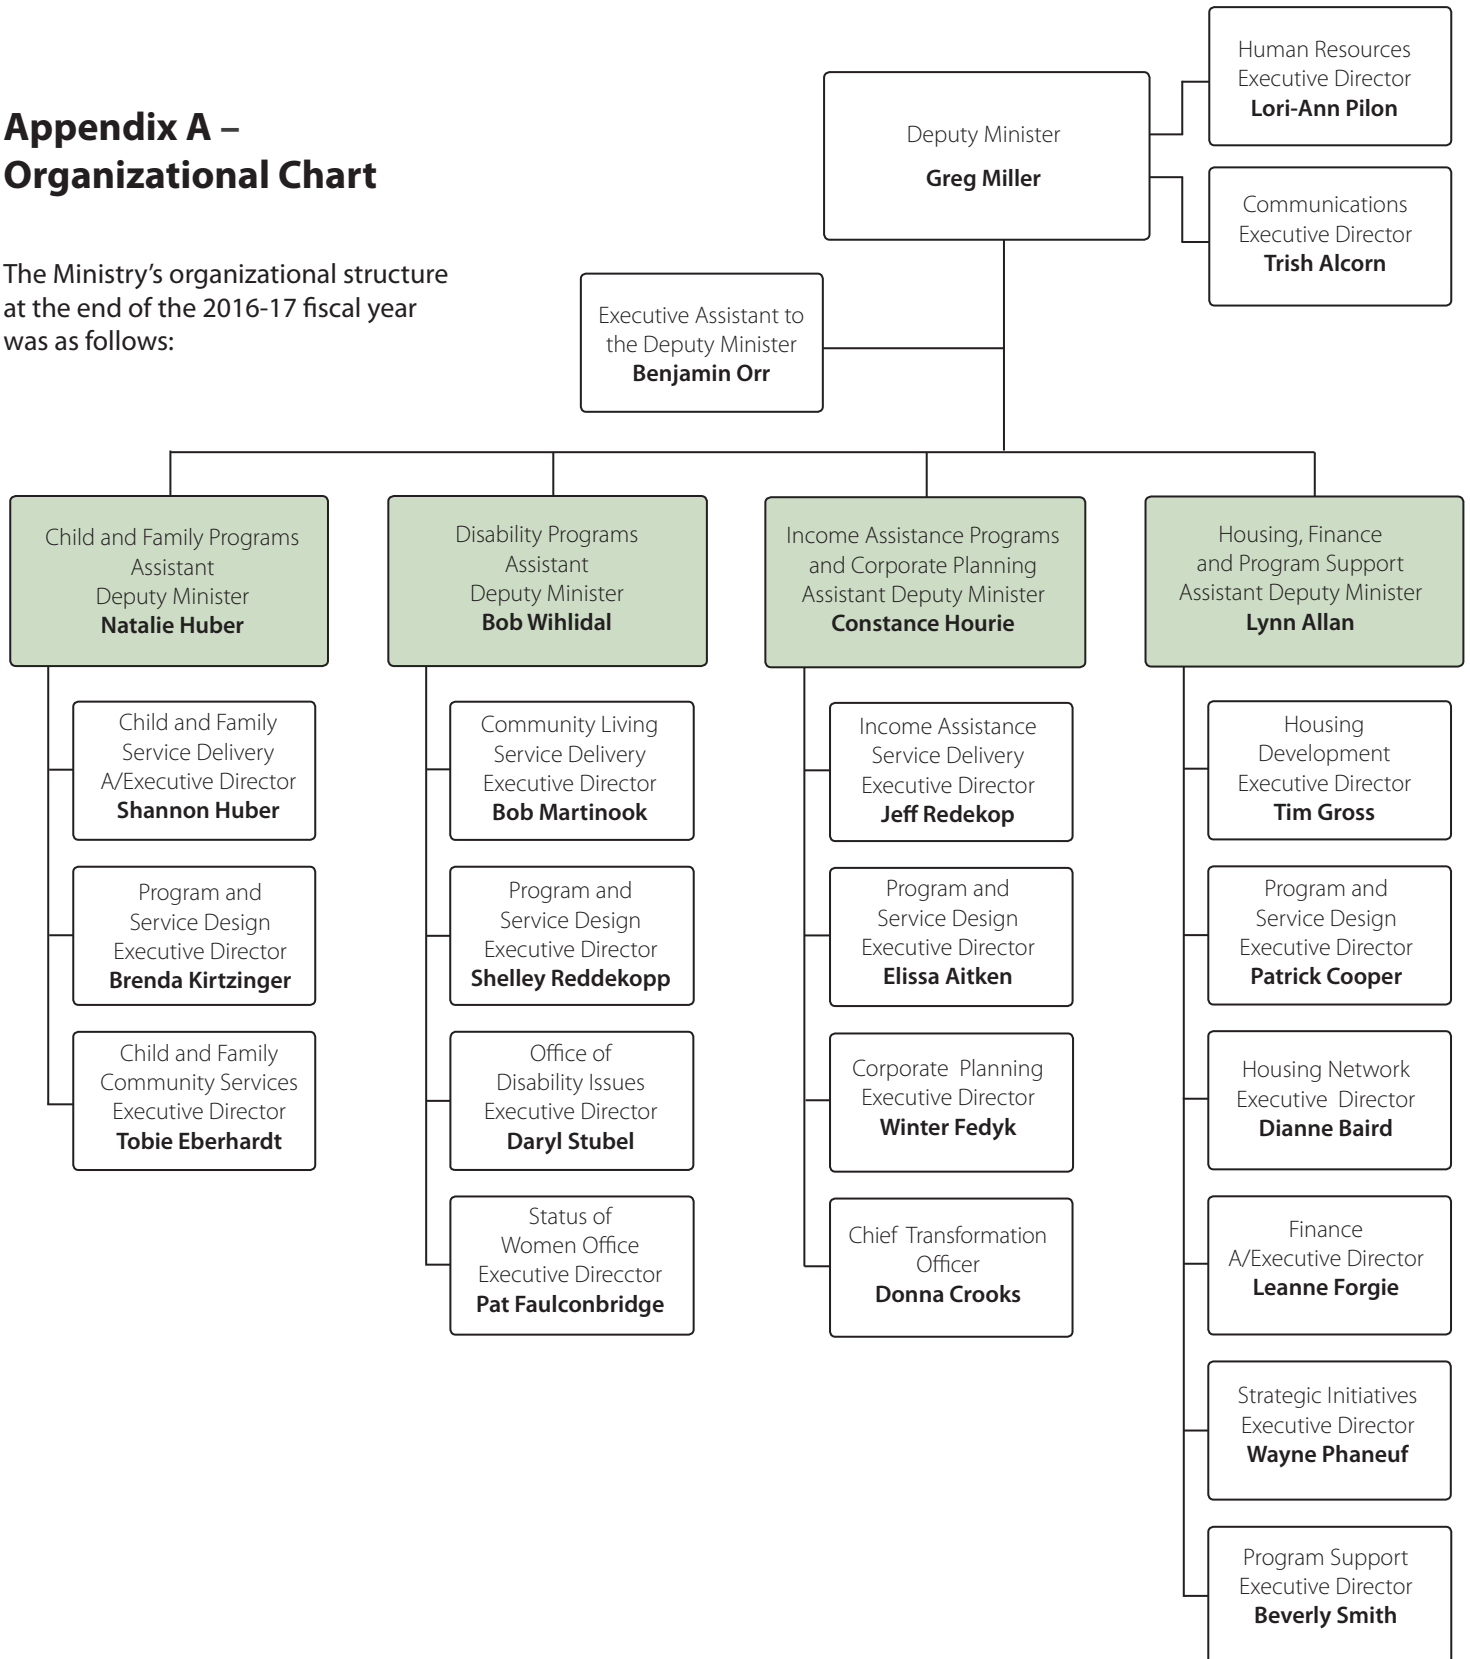 Appendix A –
Organizational Chart
The Ministry's organizational structure
at the end of the 2016-17 fiscal year
was as follows:
Deputy Minister
Greg Miller
Human Resources
Executive Director
Lori-Ann Pilon
Communications
Executive Director
Trish Alcorn
Executive Assistant to
the Deputy Minister
Benjamin Orr
Child and Family Programs
Assistant
Deputy Minister
Natalie Huber
Child and Family
Service Delivery
A/Executive Director
Shannon Huber
Program and
Service Design
Executive Director
Brenda Kirtzinger
Child and Family
Community Services
Executive Director
Tobie Eberhardt
Disability Programs
Assistant
Deputy Minister
Bob Wihlidal
Community Living
Service Delivery
Executive Director
Bob Martinook
Program and
Service Design
Executive Director
Shelley Reddekopp
Office of
Disability Issues
Executive Director
Daryl Stubel
Status of
Women Office
Executive Direcctor
Pat Faulconbridge
Income Assistance Programs
and Corporate Planning
Assistant Deputy Minister
Constance Hourie
Income Assistance
Service Delivery
Executive Director
Jeff Redekop
Program and
Service Design
Executive Director
Elissa Aitken
Corporate Planning
Executive Director
Winter Fedyk
Chief Transformation
Officer
Donna Crooks
Housing, Finance
and Program Support
Assistant Deputy Minister
Lynn Allan
Housing
Development
Executive Director
Tim Gross
Program and
Service Design
Executive Director
Patrick Cooper
Housing Network
Executive Director
Dianne Baird
Finance
A/Executive Director
Leanne Forgie
Strategic Initiatives
Executive Director
Wayne Phaneuf
Program Support
Executive Director
Beverly Smith